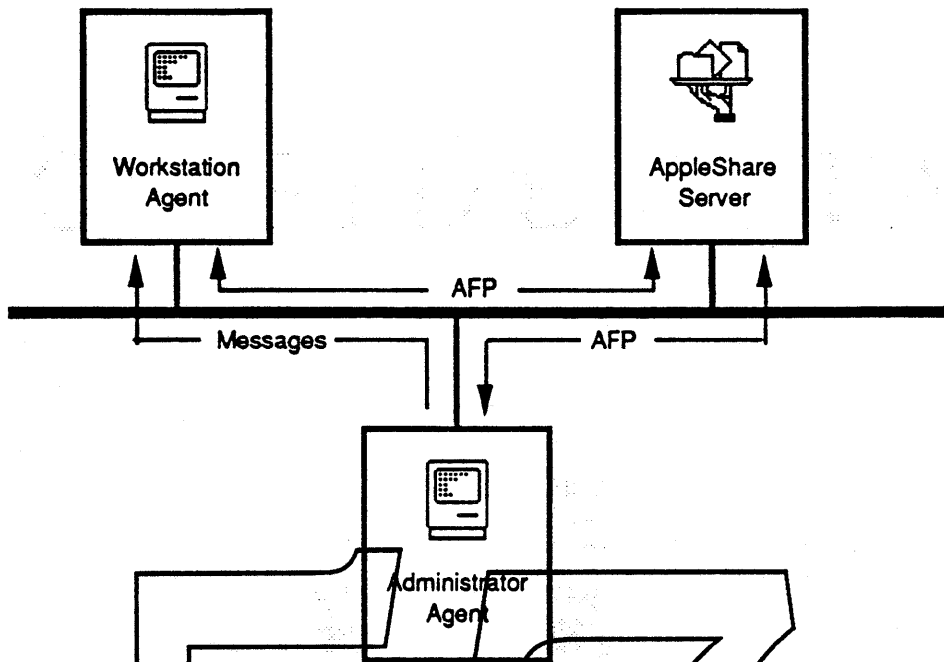 Workstation
Agent
AppleShare
Server
AFP
Messages
AFP
Administrator
Agent